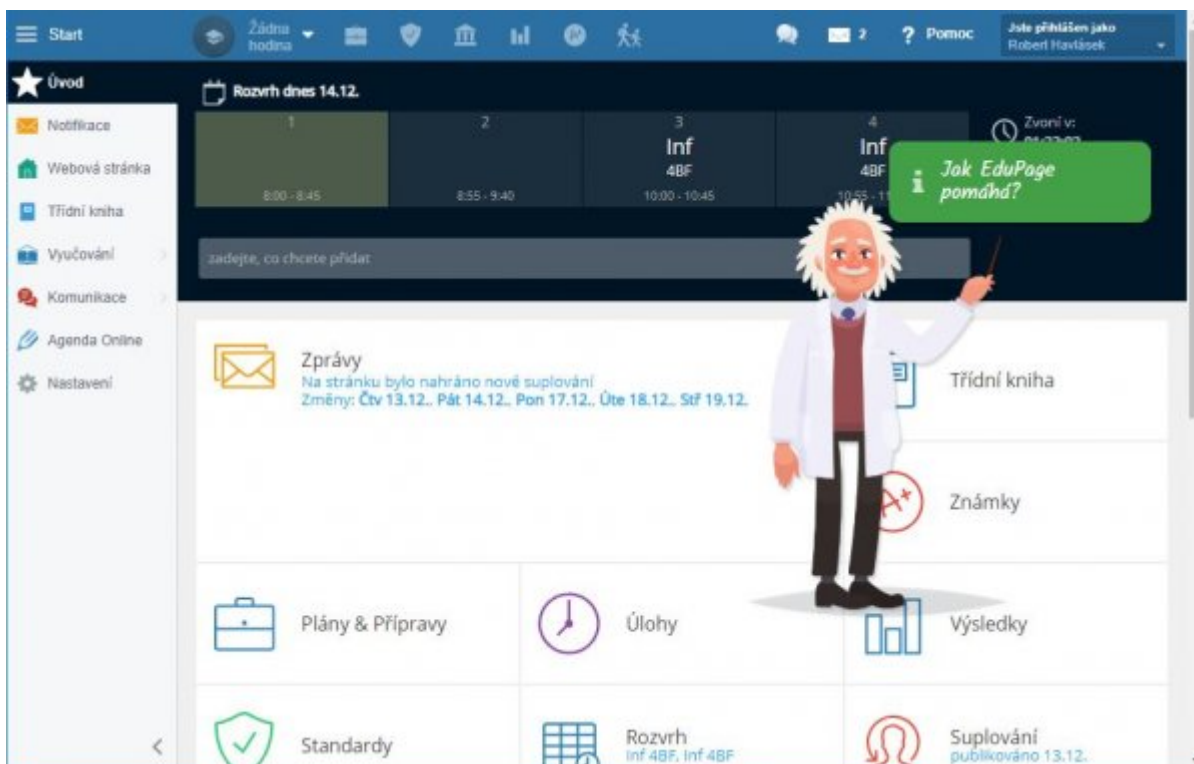 Start
Žádná
hodina
2
Pomoc
Jste přihlášen jako
Robert Havlásek
Úvod
Notifikace
Webová stránka
Třídní kniha
Vyučování
Komunikace
Agenda Online
Nastavení
Rozvrh dnes 14.12.
1
8:00 - 8:45
2
8:55 - 9:40
3
Inf
4BF
10:00 - 10:45
4
Inf
4BF
10:55 - 11
Zvoní v:
Jak EduPage
pomáhá?
zadejte, co chcete přidat
Zprávy
Na stránku bylo nahráno nové suplování
Změny: Čtv 13.12., Pát 14.12., Pon 17.12., Úte 18.12., Stř 19.12.
Třídní kniha
A+
Známky
Plány & Přípravy
Úlohy
Výsledky
Standardy
Rozvrh
Inf 4BF, Inf 4BF
Suplování
publikováno 13.12.